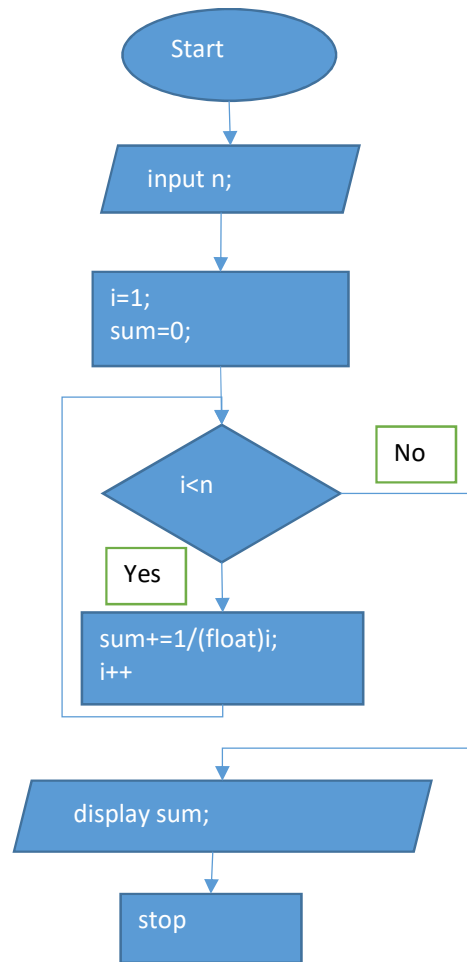 Start
input n;
i=1;
sum=0;
i<n
No
Yes
sum+=1/(float)i;
i++
display sum;
stop